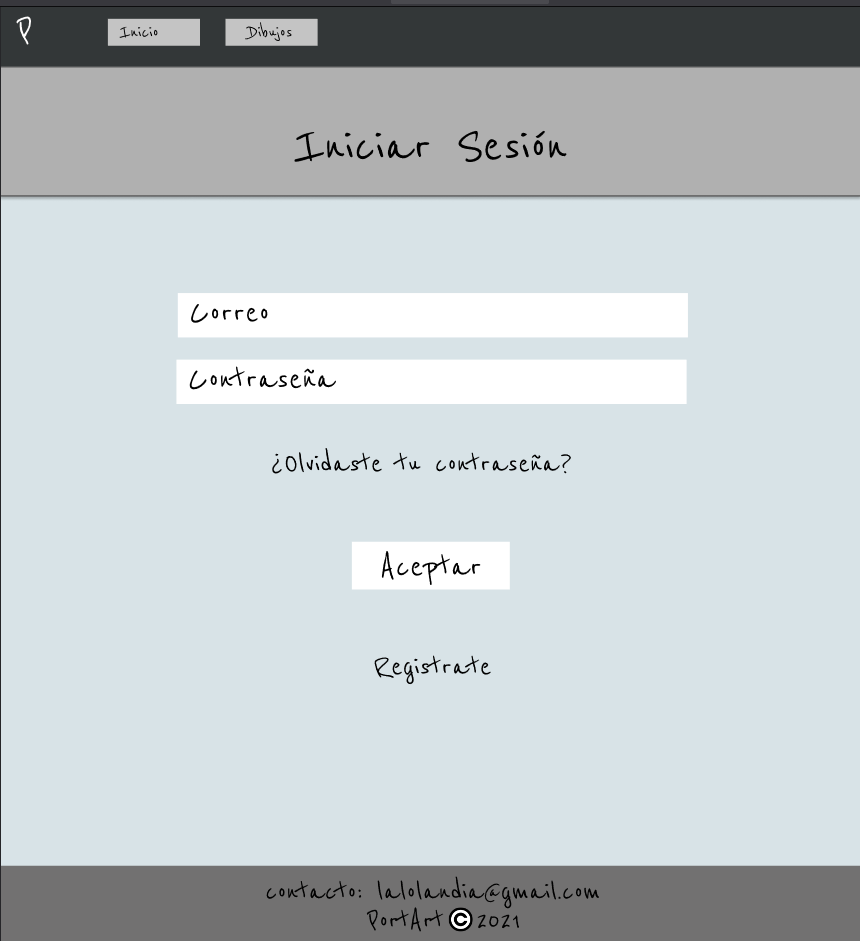 P Inicio Dibujos
Iniciar Sesión
Correo
Contraseña
¿Olvidaste tu contraseña?
Aceptar
Registrate
contacto: lalolandia@gmail.com
PortArt © 2021